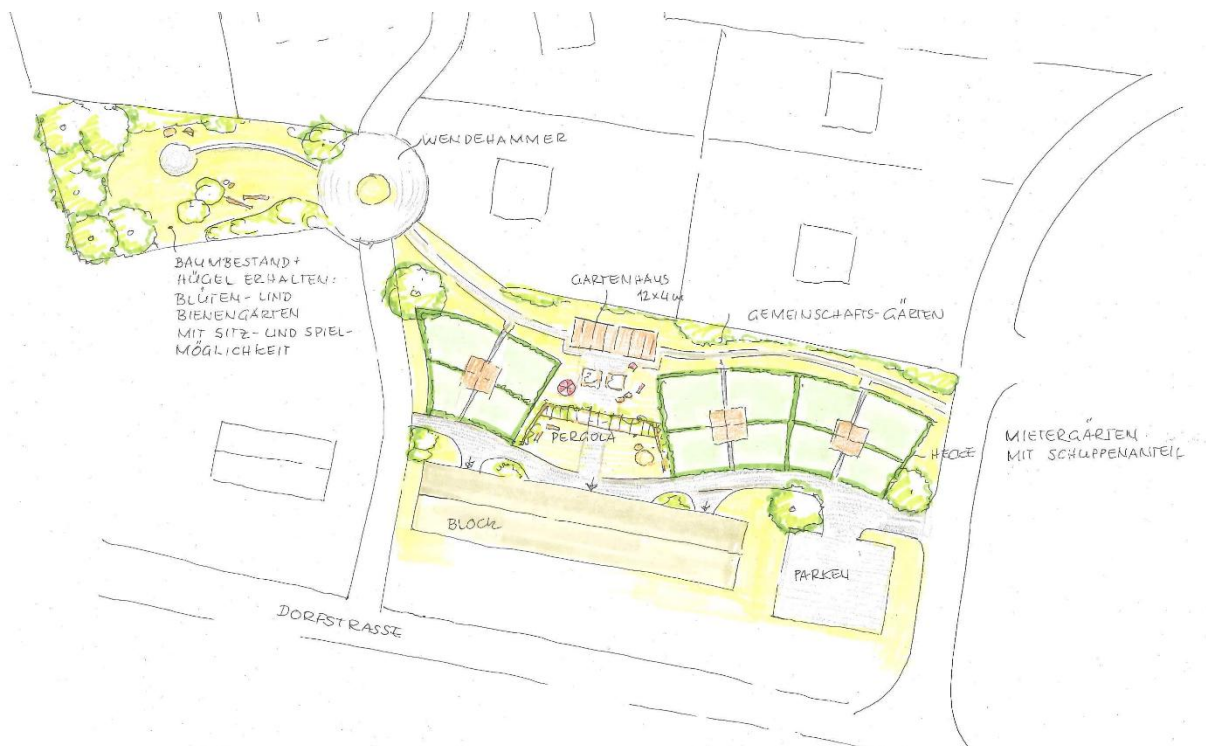 WENDEHAMMER
BAUMBESTAND +
HÜGEL ERHALTEN:
BLÜTEN- UND
BIENENGÄRTEN
MIT SITZ- UND SPIEL-
MÖGLICHKEIT
GARTENHAUS
12x4 m
GEMEINSCHAFTS-GÄRTEN
PERGOLA
HECKE
MIETERGÄRTEN
MIT SCHUPPENANTEIL
BLOCK
PARKEN
DORFSTRASSE